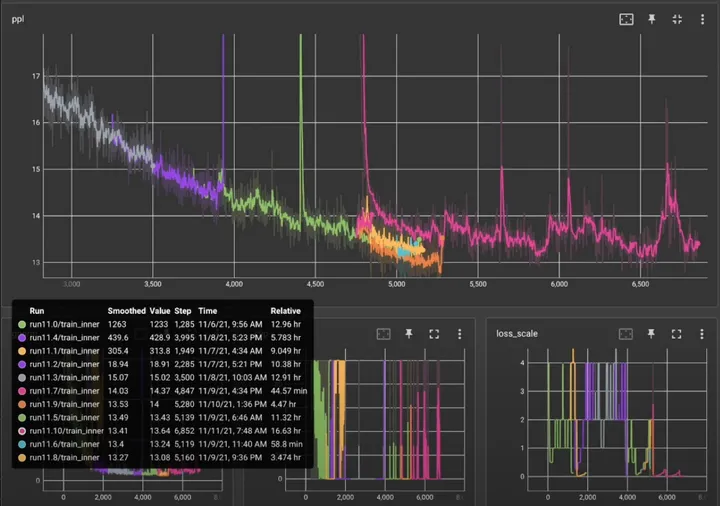 ppl
17
16
15
14
13
3,000 3,500 4,000 4,500 5,000 5,500 6,000 6,500
Run Smoothed Value Step Time Relative
run11.0/train_inner 1263 1233 1,285 11/6/21, 9:56 AM 12.96 hr
run11.4/train_inner 439.6 428.9 3,995 11/8/21, 5:23 PM 5.783 hr
run11.1/train_inner 305.4 313.8 1,949 11/7/21, 4:34 AM 9.049 hr
run11.2/train_inner 18.94 18.91 2,285 11/7/21, 5:21 PM 10.38 hr
run11.3/train_inner 15.07 15.02 3,500 11/8/21, 10:03 AM 12.91 hr
run11.7/train_inner 14.03 14.37 4,847 11/9/21, 4:34 PM 44.57 min
run11.9/train_inner 13.53 14 5,280 11/10/21, 1:36 PM 4.47 hr
run11.5/train_inner 13.49 13.43 5,139 11/9/21, 6:46 AM 11.32 hr
run11.10/train_inner 13.41 13.64 6,852 11/11/21, 7:48 AM 16.63 hr
run11.6/train_inner 13.4 13.24 5,119 11/9/21, 11:40 AM 58.8 min
run11.8/train_inner 13.27 13.08 5,160 11/9/21, 9:36 PM 3.474 hr
0
0 2,000 4,000 6,000
0
0 2,000 4,000 6,000
loss_scale
4
3
2
1
0
0 2,000 4,000 6,000